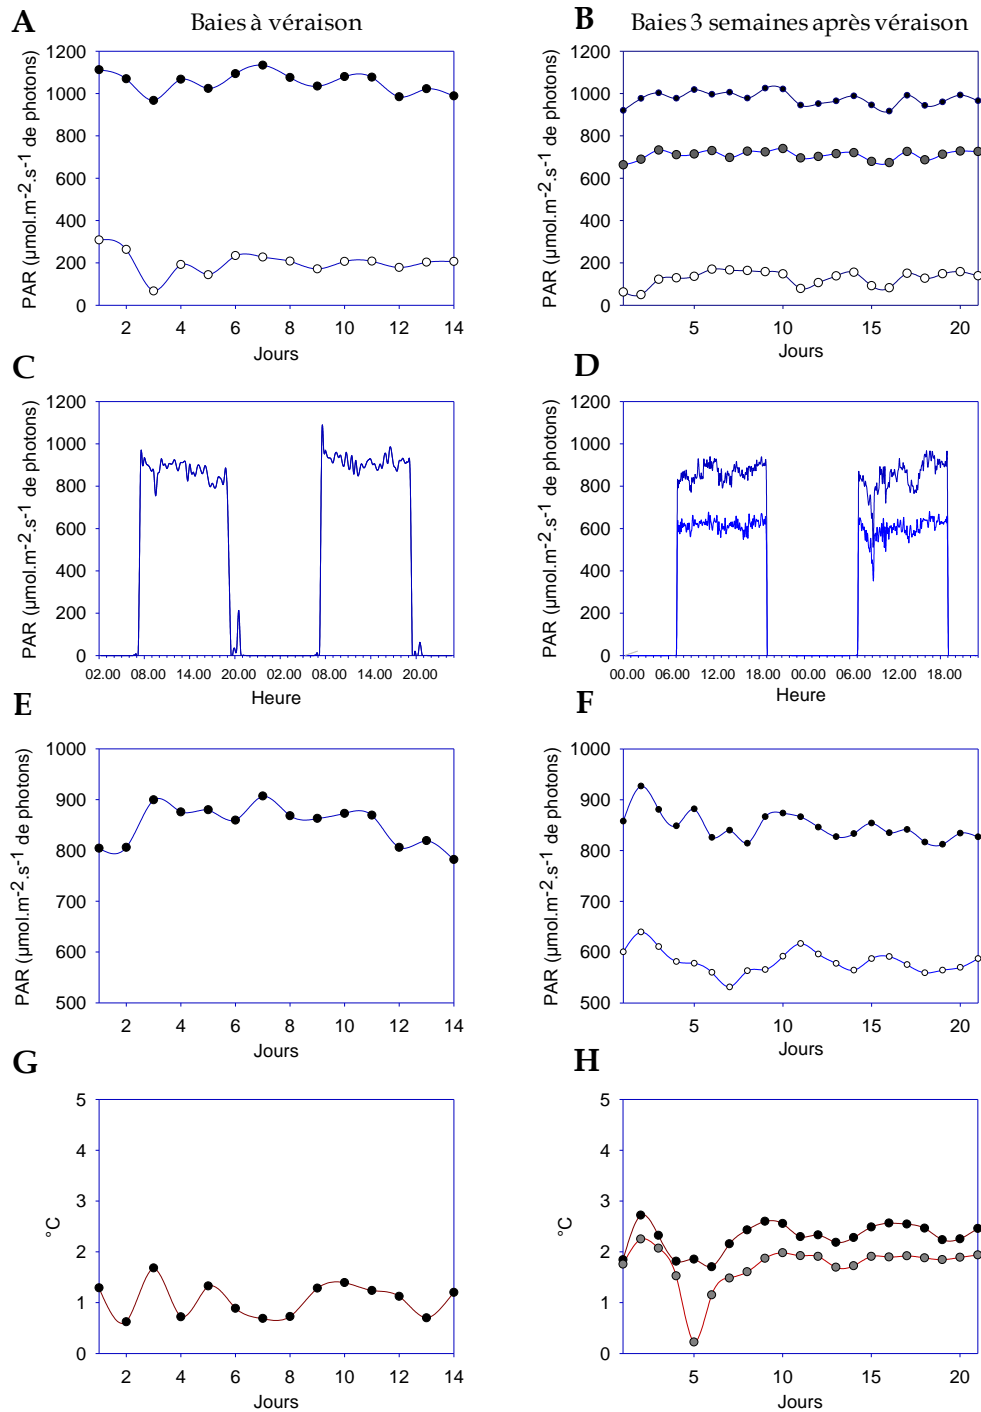 A
Baies à véraison
B
Baies 3 semaines après véraison
PAR (µmol.m-2.s-1 de photons)
1200
1000
800
600
400
200
0
2 4 6 8 10 12 14
Jours
PAR (µmol.m-2.s-1 de photons)
1200
1000
800
600
400
200
0
5 10 15 20
Jours
C
PAR (µmol.m-2.s-1 de photons)
1200
1000
800
600
400
200
0
02.00 08.00 14.00 20.00 02.00 08.00 14.00 20.00
Heure
D
PAR (µmol.m-2.s-1 de photons)
1200
1000
800
600
400
200
0
00.00 06.00 12.00 18.00 00.00 06.00 12.00 18.00
Heure
E
PAR (µmol.m-2.s-1 de photons)
1000
900
800
700
600
500
2 4 6 8 10 12 14
Jours
F
PAR (µmol.m-2.s-1 de photons)
1000
900
800
700
600
500
5 10 15 20
Jours
G
°C
5
4
3
2
1
0
2 4 6 8 10 12 14
Jours
H
°C
5
4
3
2
1
0
5 10 15 20
Jours